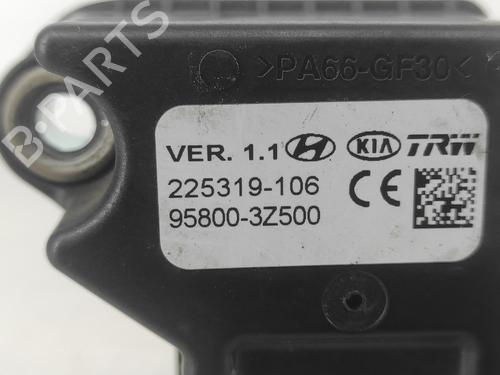 >PA66-GF30<
VER. 1.1 KIA TRW
225319-106 CE
95800-3Z500
B-PARTS